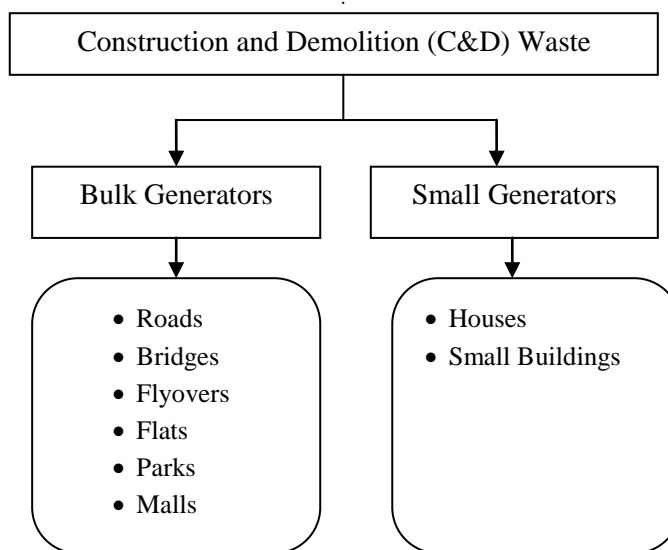 Construction and Demolition (C&D) Waste
Bulk Generators
Small Generators
• Roads
• Bridges
• Flyovers
• Flats
• Parks
• Malls
• Houses
• Small Buildings